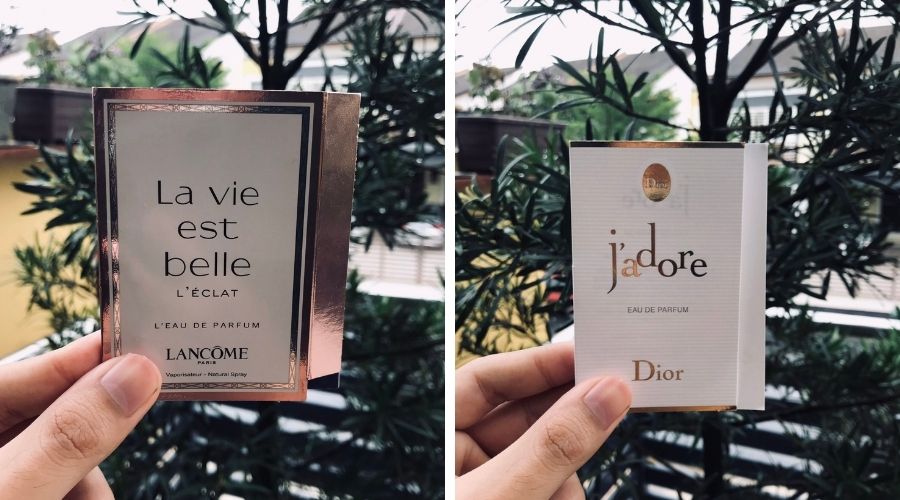 La vie
est
belle
L'ÉCLAT
L'EAU DE PARFUM
LANCÔME
PARIS
Vaporisateur - Natural Spray
Dior
j'adore
EAU DE PARFUM
Dior